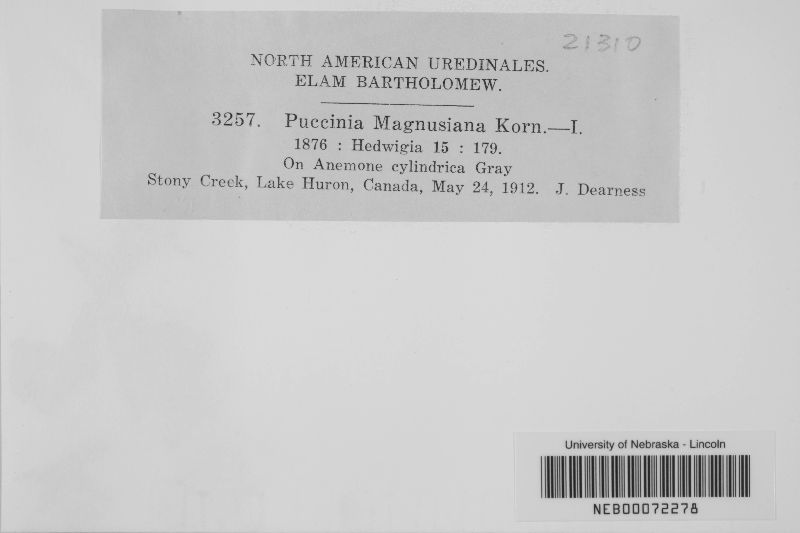 21310
NORTH AMERICAN UREDINALES.
ELAM BARTHOLOMEW.
3257. Puccinia Magnusiana Korn.—I.
1876 : Hedwigia 15 : 179.
On Anemone cylindrica Gray
Stony Creek, Lake Huron, Canada, May 24, 1912. J. Dearness
University of Nebraska - Lincoln
NEB00072278